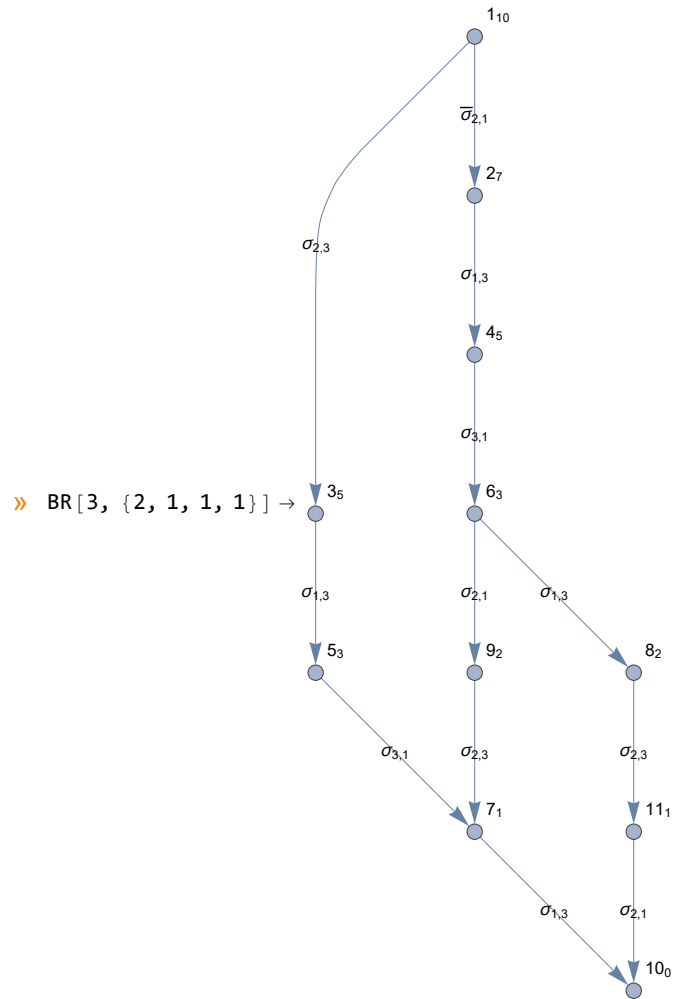 1₁₀
σ̅₂,₁
2₇
σ₂,₃
σ₁,₃
4₅
σ₃,₁
» BR[3, {2, 1, 1, 1}] →
3₅
6₃
σ₁,₃
σ₂,₁
σ₁,₃
5₃
9₂
8₂
σ₃,₁
σ₂,₃
σ₂,₃
7₁
11₁
σ₁,₃
σ₂,₁
10₀